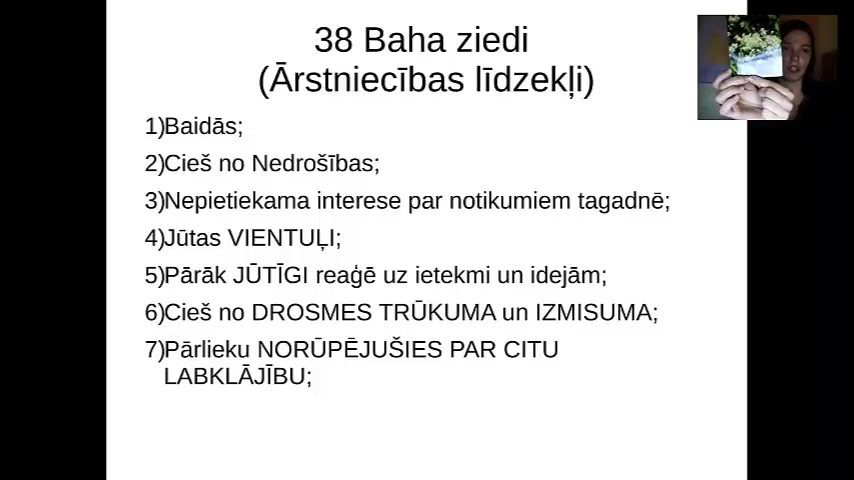 38 Baha ziedi
(Ārstniecības līdzekļi)
1)Baidās;
2)Cieš no Nedrošības;
3)Nepietiekama interese par notikumiem tagadnē;
4)Jūtas VIENTUĻI;
5)Pārāk JŪTĪGI reaģē uz ietekmi un idejām;
6)Cieš no DROSMES TRŪKUMA un IZMISUMA;
7)Pārlieku NORŪPĒJUŠIES PAR CITU
LABKLĀJĪBU;